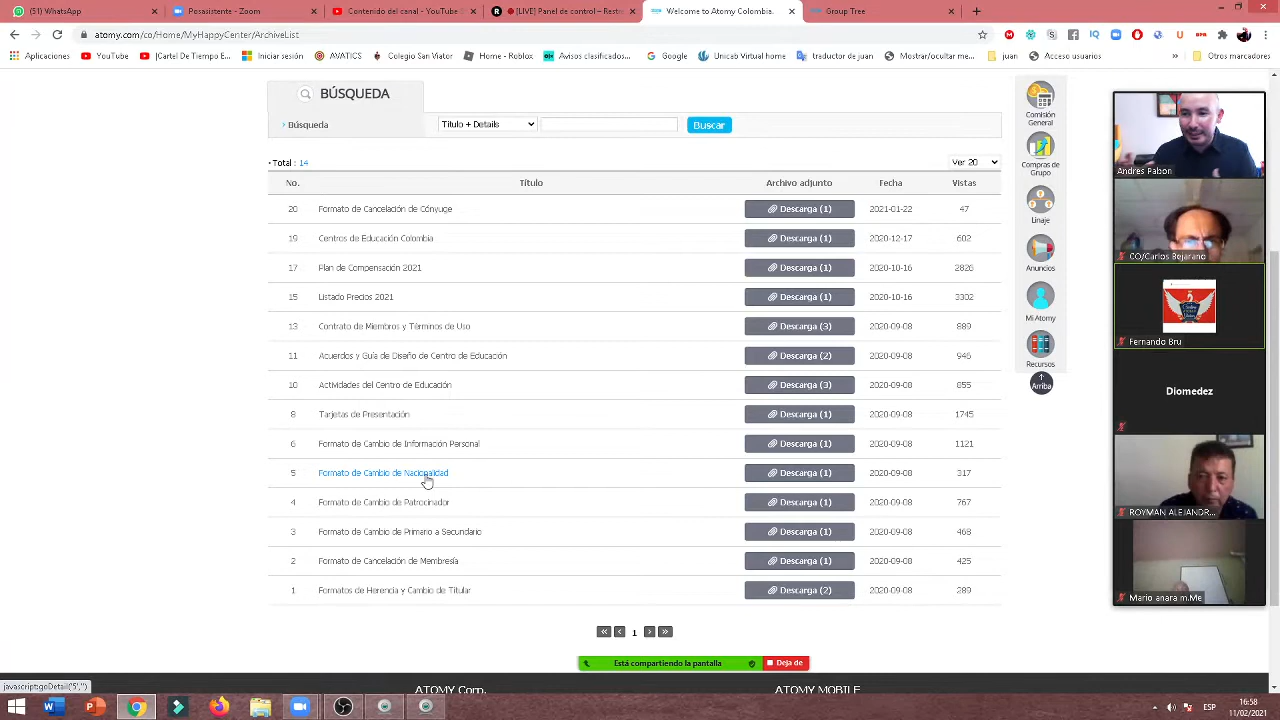 (51) WhatsApp
Posasistente - Zoom
Contenido del canal - YouTube
[LIVE] Panel de control - Restre
Welcome to Atomy Colombia.
Group Tree
atomy.com/co/Home/MyHappyCenter/ArchiveList
Aplicaciones
YouTube
[Cartel De Tiempo E...
Iniciar sesión
AVATICS
Colegio San Viator
Mail - Roblox
Avisos clasificados...
Google
Unicab Virtual home
traductor de juan
Mostrar/ocultar me...
juan
Acceso usuarios
»
Otros marcadores
BÚSQUEDA
› Búsqueda
Título + Details
Buscar
• Total : 14
Ver 20
No. Título Archivo adjunto Fecha Vistas
20 Formato de Cancelación de Cónyuge Descarga (1) 2021-01-22 47
19 Centros de Educación Colombia Descarga (1) 2020-12-17 602
17 Plan de Compensación 2021 Descarga (1) 2020-10-16 2826
15 Listado Precios 2021 Descarga (1) 2020-10-16 3302
13 Contrato de Miembros y Términos de Uso Descarga (3) 2020-09-08 889
11 y Guía de Diseño de Centro de Educación Descarga (2) 2020-09-08 946
10 del Centro de Educación Descarga (3) 2020-09-08 855
8 Tarjetas de Presentación Descarga (1) 2020-09-08 1745
6 Formato de Cambio de Información Personal Descarga (1) 2020-09-08 1121
5 Formato de Cambio de Nacionalidad Descarga (1) 2020-09-08 317
4 Formato de Cambio de Patrocinador Descarga (1) 2020-09-08 767
3 Formato de Cambio de Primario a Secundario Descarga (1) 2020-09-08 468
2 Formato de Cancelación de Membresía Descarga (1) 2020-09-08 425
1 Formatos de Herencia y Cambio de Titular Descarga (2) 2020-09-08 289
« ‹ 1 › »
Comisión
General
Compras de
Grupo
Linaje
Anuncios
Mi Atomy
Recursos
Arriba
Andres Pabon
CO/Carlos Bejarano
Fernando Bru
Diomedez
ROYMAN ALEJANDR...
Mario anara m.Me
Está compartiendo la pantalla
Deja de
javascript:goDetail('5','')
ATOMY Corp.
ATOMY MOBILE
ESP
16:58
11/02/2021